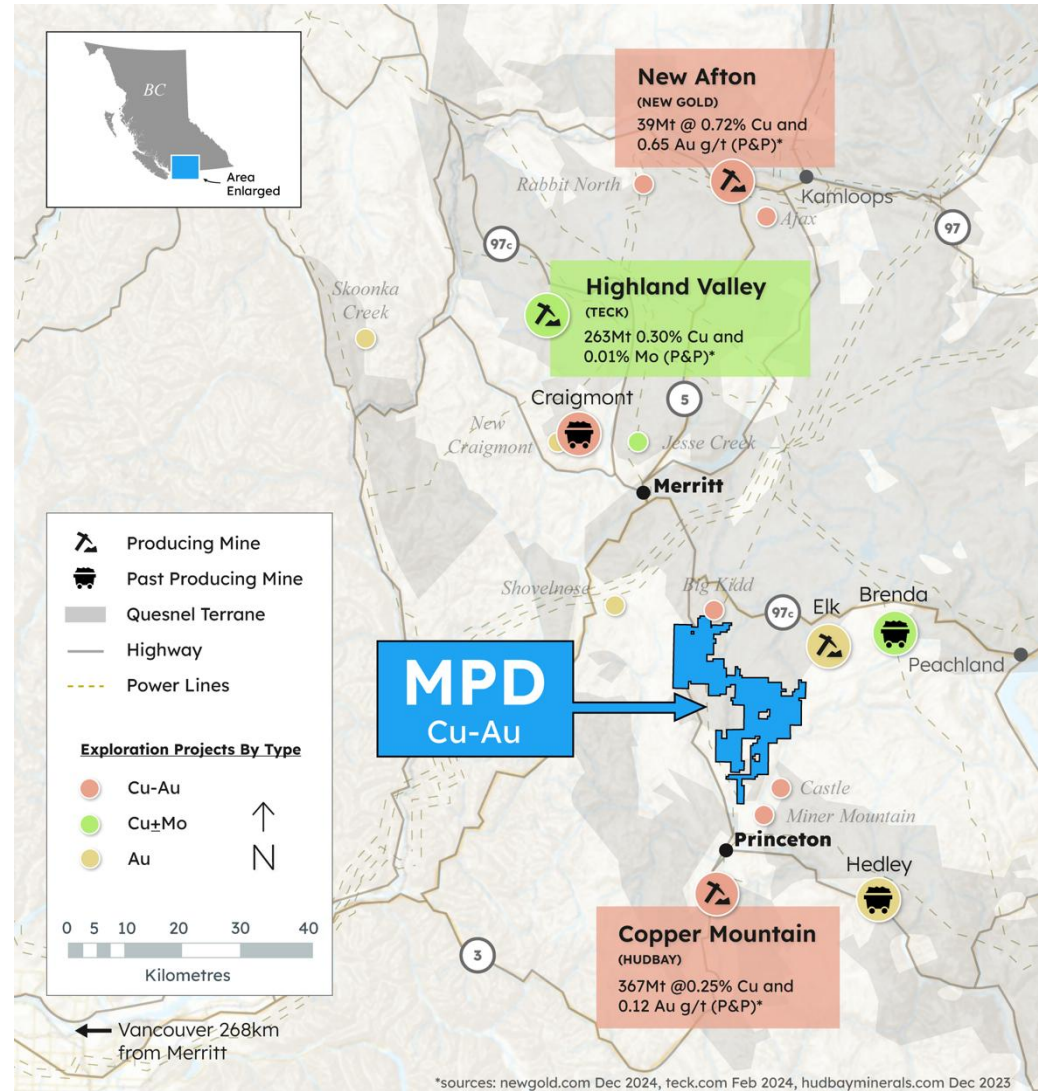 BC
Area
Enlarged
New Afton
(NEW GOLD)
39Mt @ 0.72% Cu and
0.65 Au g/t (P&P)*
Rabbit North
Kamloops
Ajax
97c
97
Highland Valley
(TECK)
263Mt 0.30% Cu and
0.01% Mo (P&P)*
Skoonka
Creek
Craigmont
5
New
Craigmont
Jesse Creek
Merritt
Producing Mine
Past Producing Mine
Quesnel Terrane
Highway
Power Lines
Exploration Projects By Type
Cu-Au
Cu±Mo
Au
N
0 5 10 20 30 40
Kilometres
Shovelnose
Big Kidd
97c
Elk
Brenda
Peachland
MPD
Cu-Au
Castle
Miner Mountain
Princeton
Hedley
Copper Mountain
(HUDBAY)
367Mt @0.25% Cu and
0.12 Au g/t (P&P)*
3
Vancouver 268km
from Merritt
*sources: newgold.com Dec 2024, teck.com Feb 2024, hudbayminerals.com Dec 2023